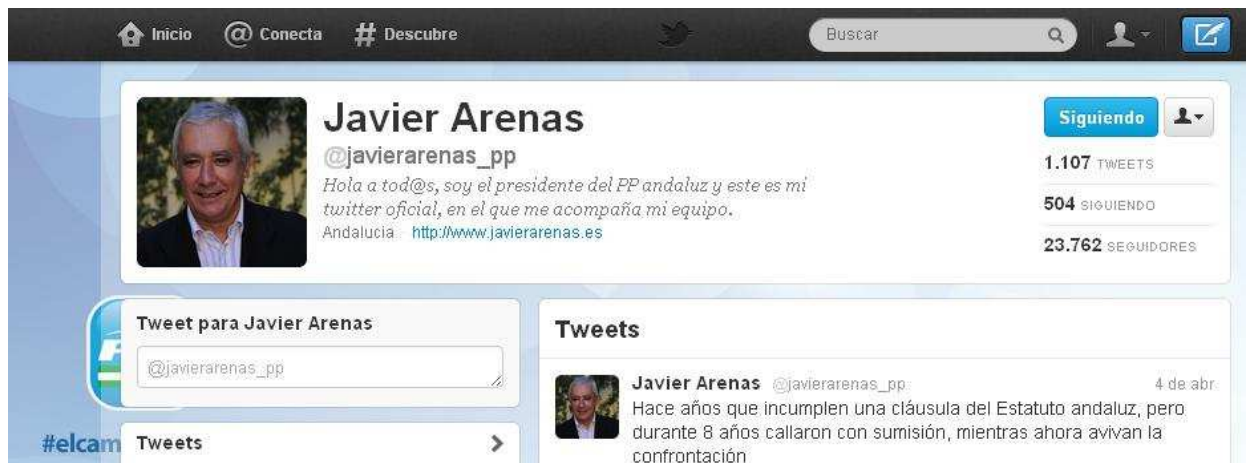 Inicio @ Conecta # Descubre Buscar
Javier Arenas
@javierarenas_pp
Hola a tod@s, soy el presidente del PP andaluz y este es mi
twitter oficial, en el que me acompaña mi equipo.
Andalucia http://www.javierarenas.es
Siguiendo
1.107 TWEETS
504 SIGUIENDO
23.762 SEGUIDORES
Tweet para Javier Arenas
@javierarenas_pp
#elcam
Tweets
Tweets
Javier Arenas @javierarenas_pp 4 de abr
Hace años que incumplen una cláusula del Estatuto andaluz, pero
durante 8 años callaron con sumisión, mientras ahora avivan la
confrontación